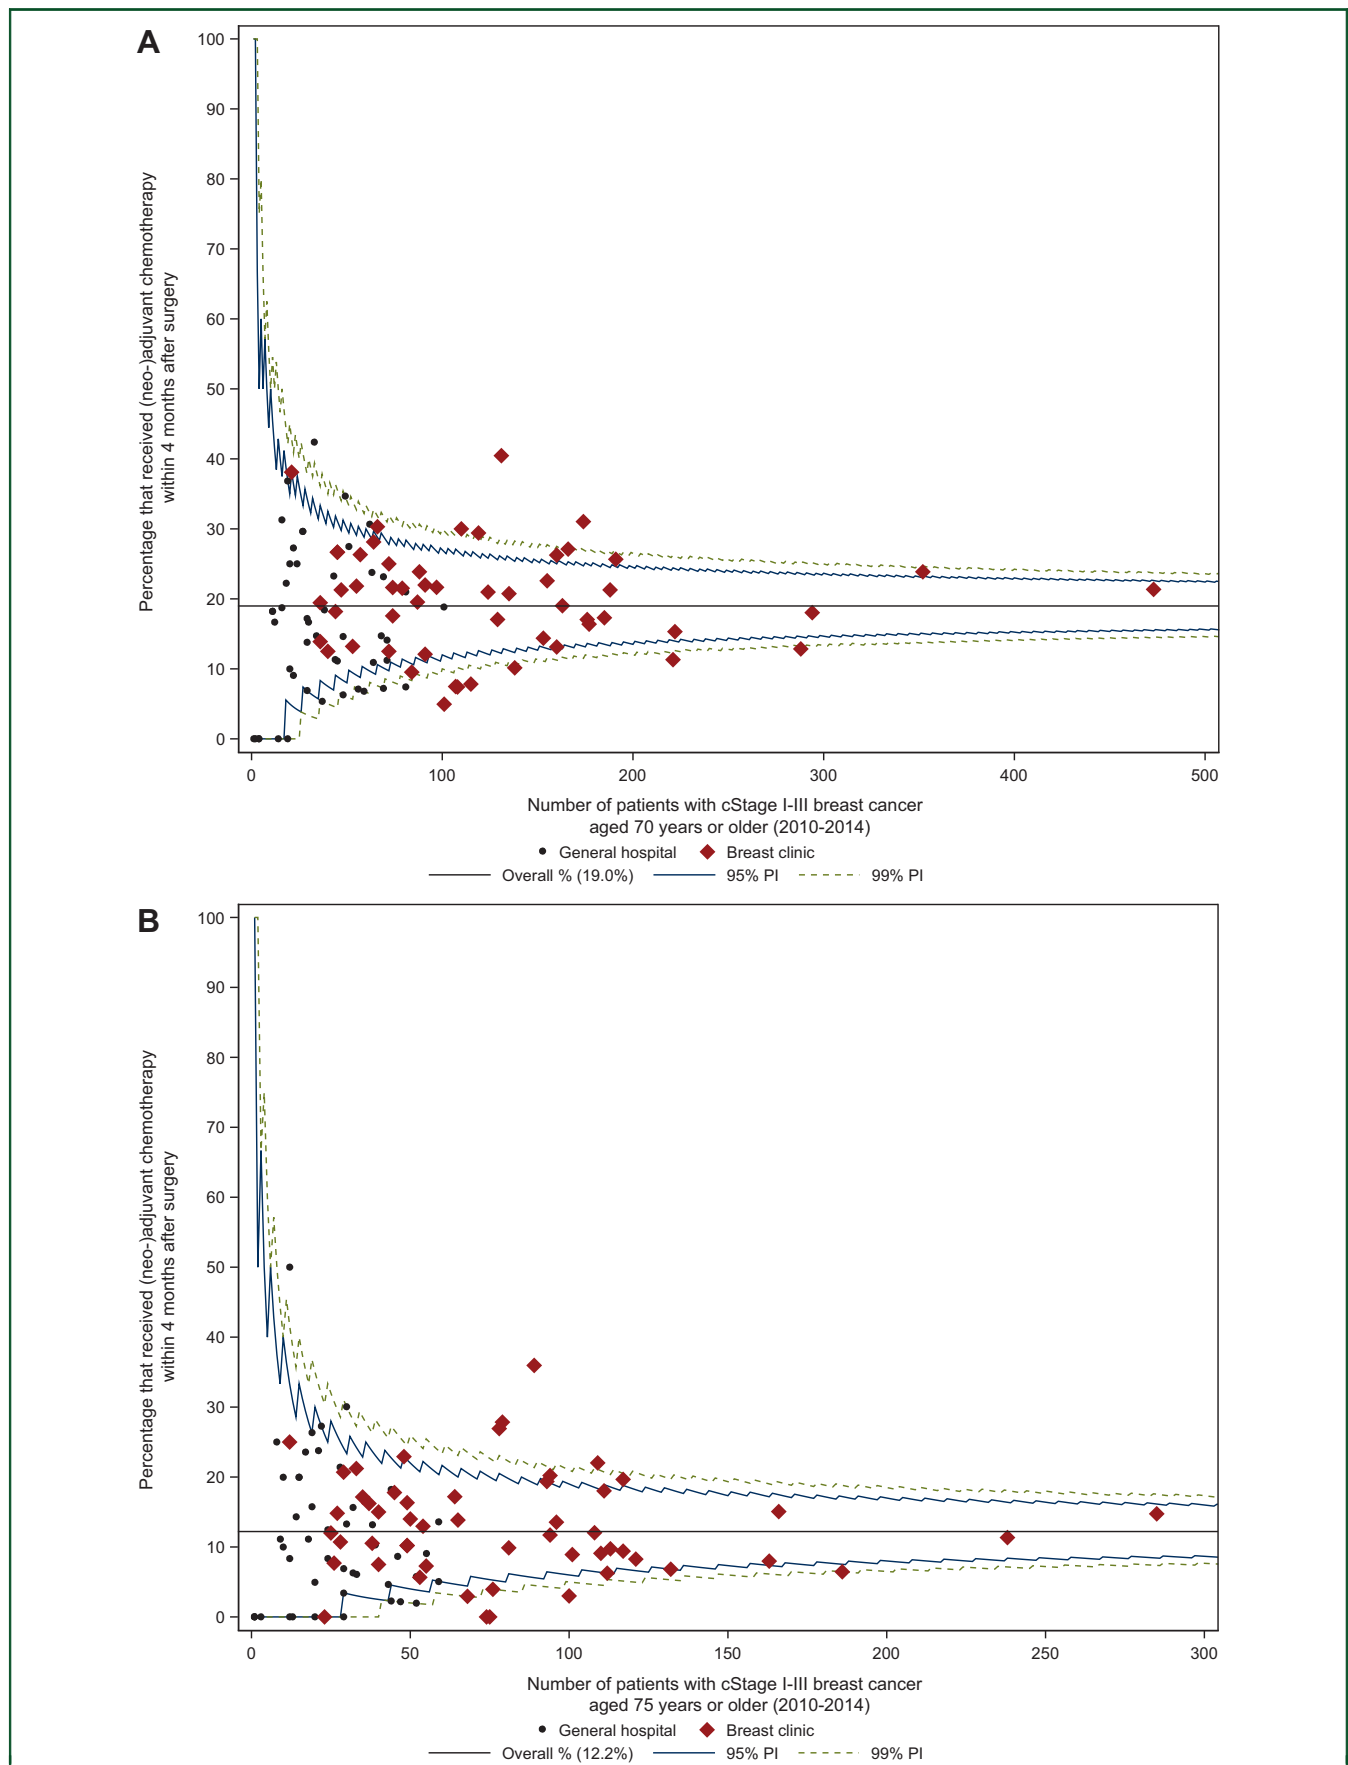 A
100
90
80
70
60
50
40
30
20
10
0
Percentage that received (neo-)adjuvant chemotherapy
within 4 months after surgery
0 100 200 300 400 500
Number of patients with cStage I-III breast cancer
aged 70 years or older (2010-2014)
General hospital Breast clinic
Overall % (19.0%) 95% PI 99% PI
B
100
90
80
70
60
50
40
30
20
10
0
Percentage that received (neo-)adjuvant chemotherapy
within 4 months after surgery
0 50 100 150 200 250 300
Number of patients with cStage I-III breast cancer
aged 75 years or older (2010-2014)
General hospital Breast clinic
Overall % (12.2%) 95% PI 99% PI